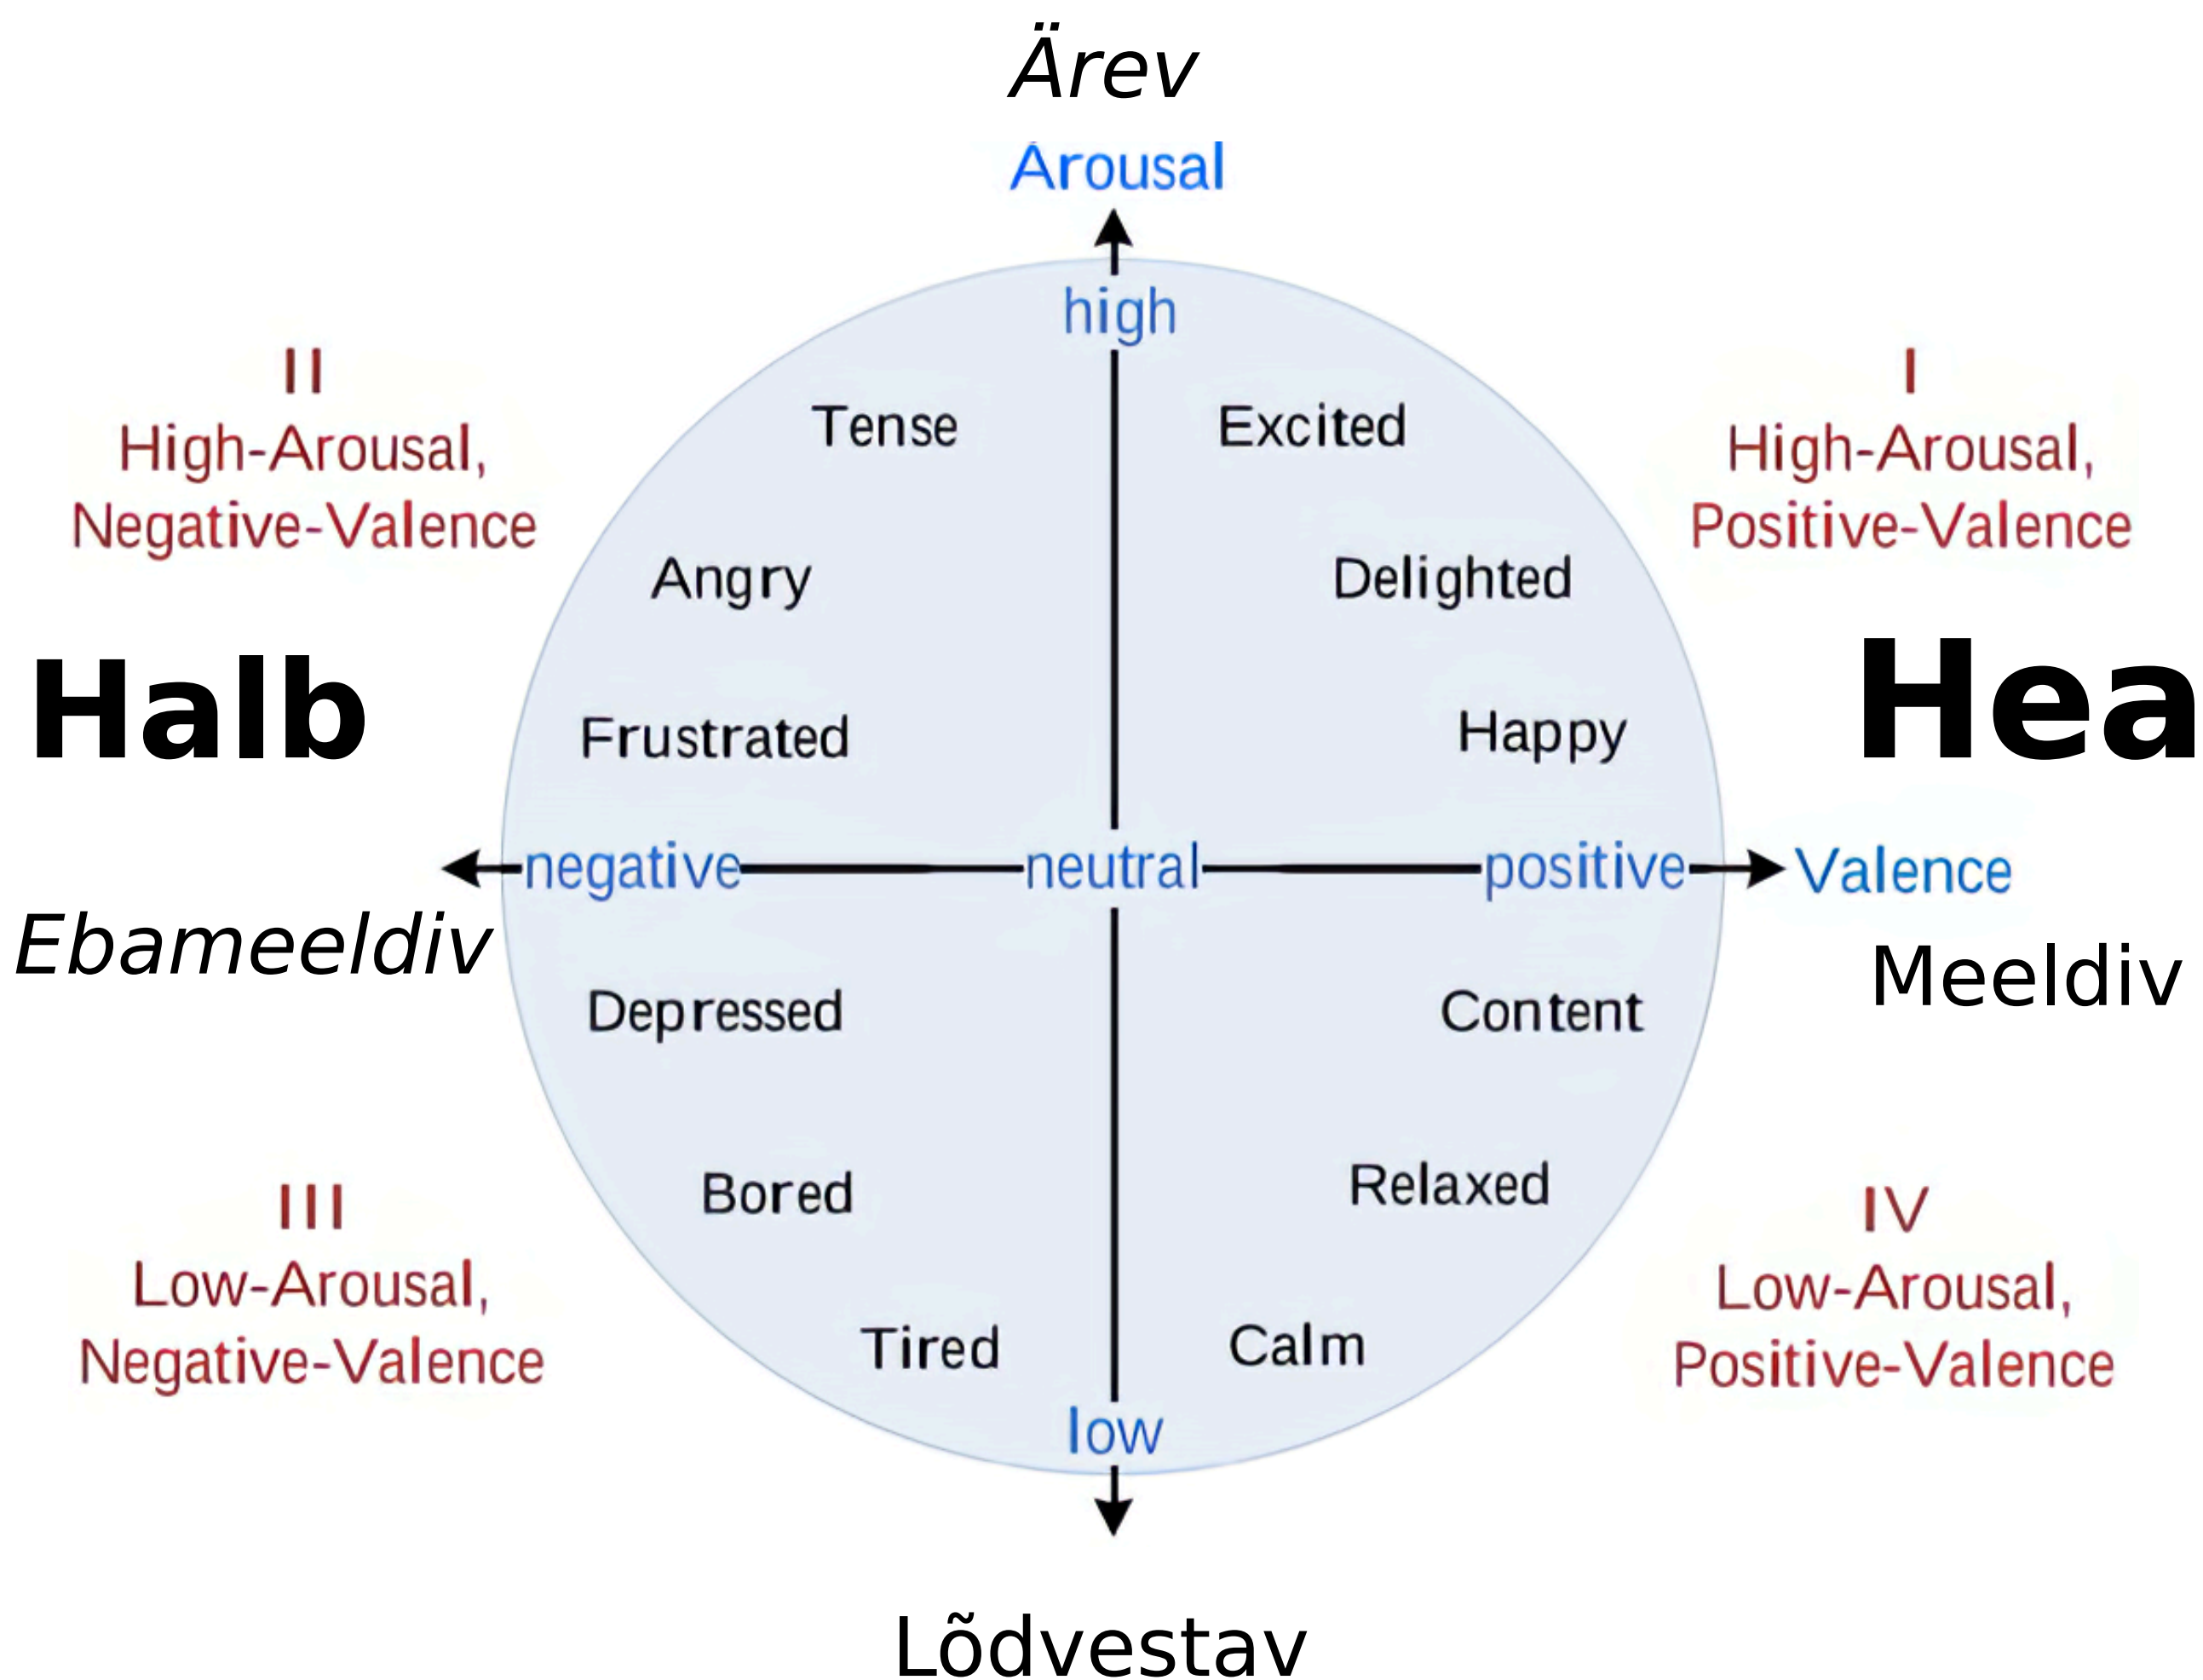 Ärev
Arousal
high
II
High-Arousal,
Negative-Valence
Tense
Excited
I
High-Arousal,
Positive-Valence
Angry
Delighted
Halb
Frustrated
Happy
Hea
negative
neutral
positive
Valence
Ebameeldiv
Meeldiv
Depressed
Content
Bored
Relaxed
III
Low-Arousal,
Negative-Valence
IV
Low-Arousal,
Positive-Valence
Tired
Calm
low
Lõdvestav